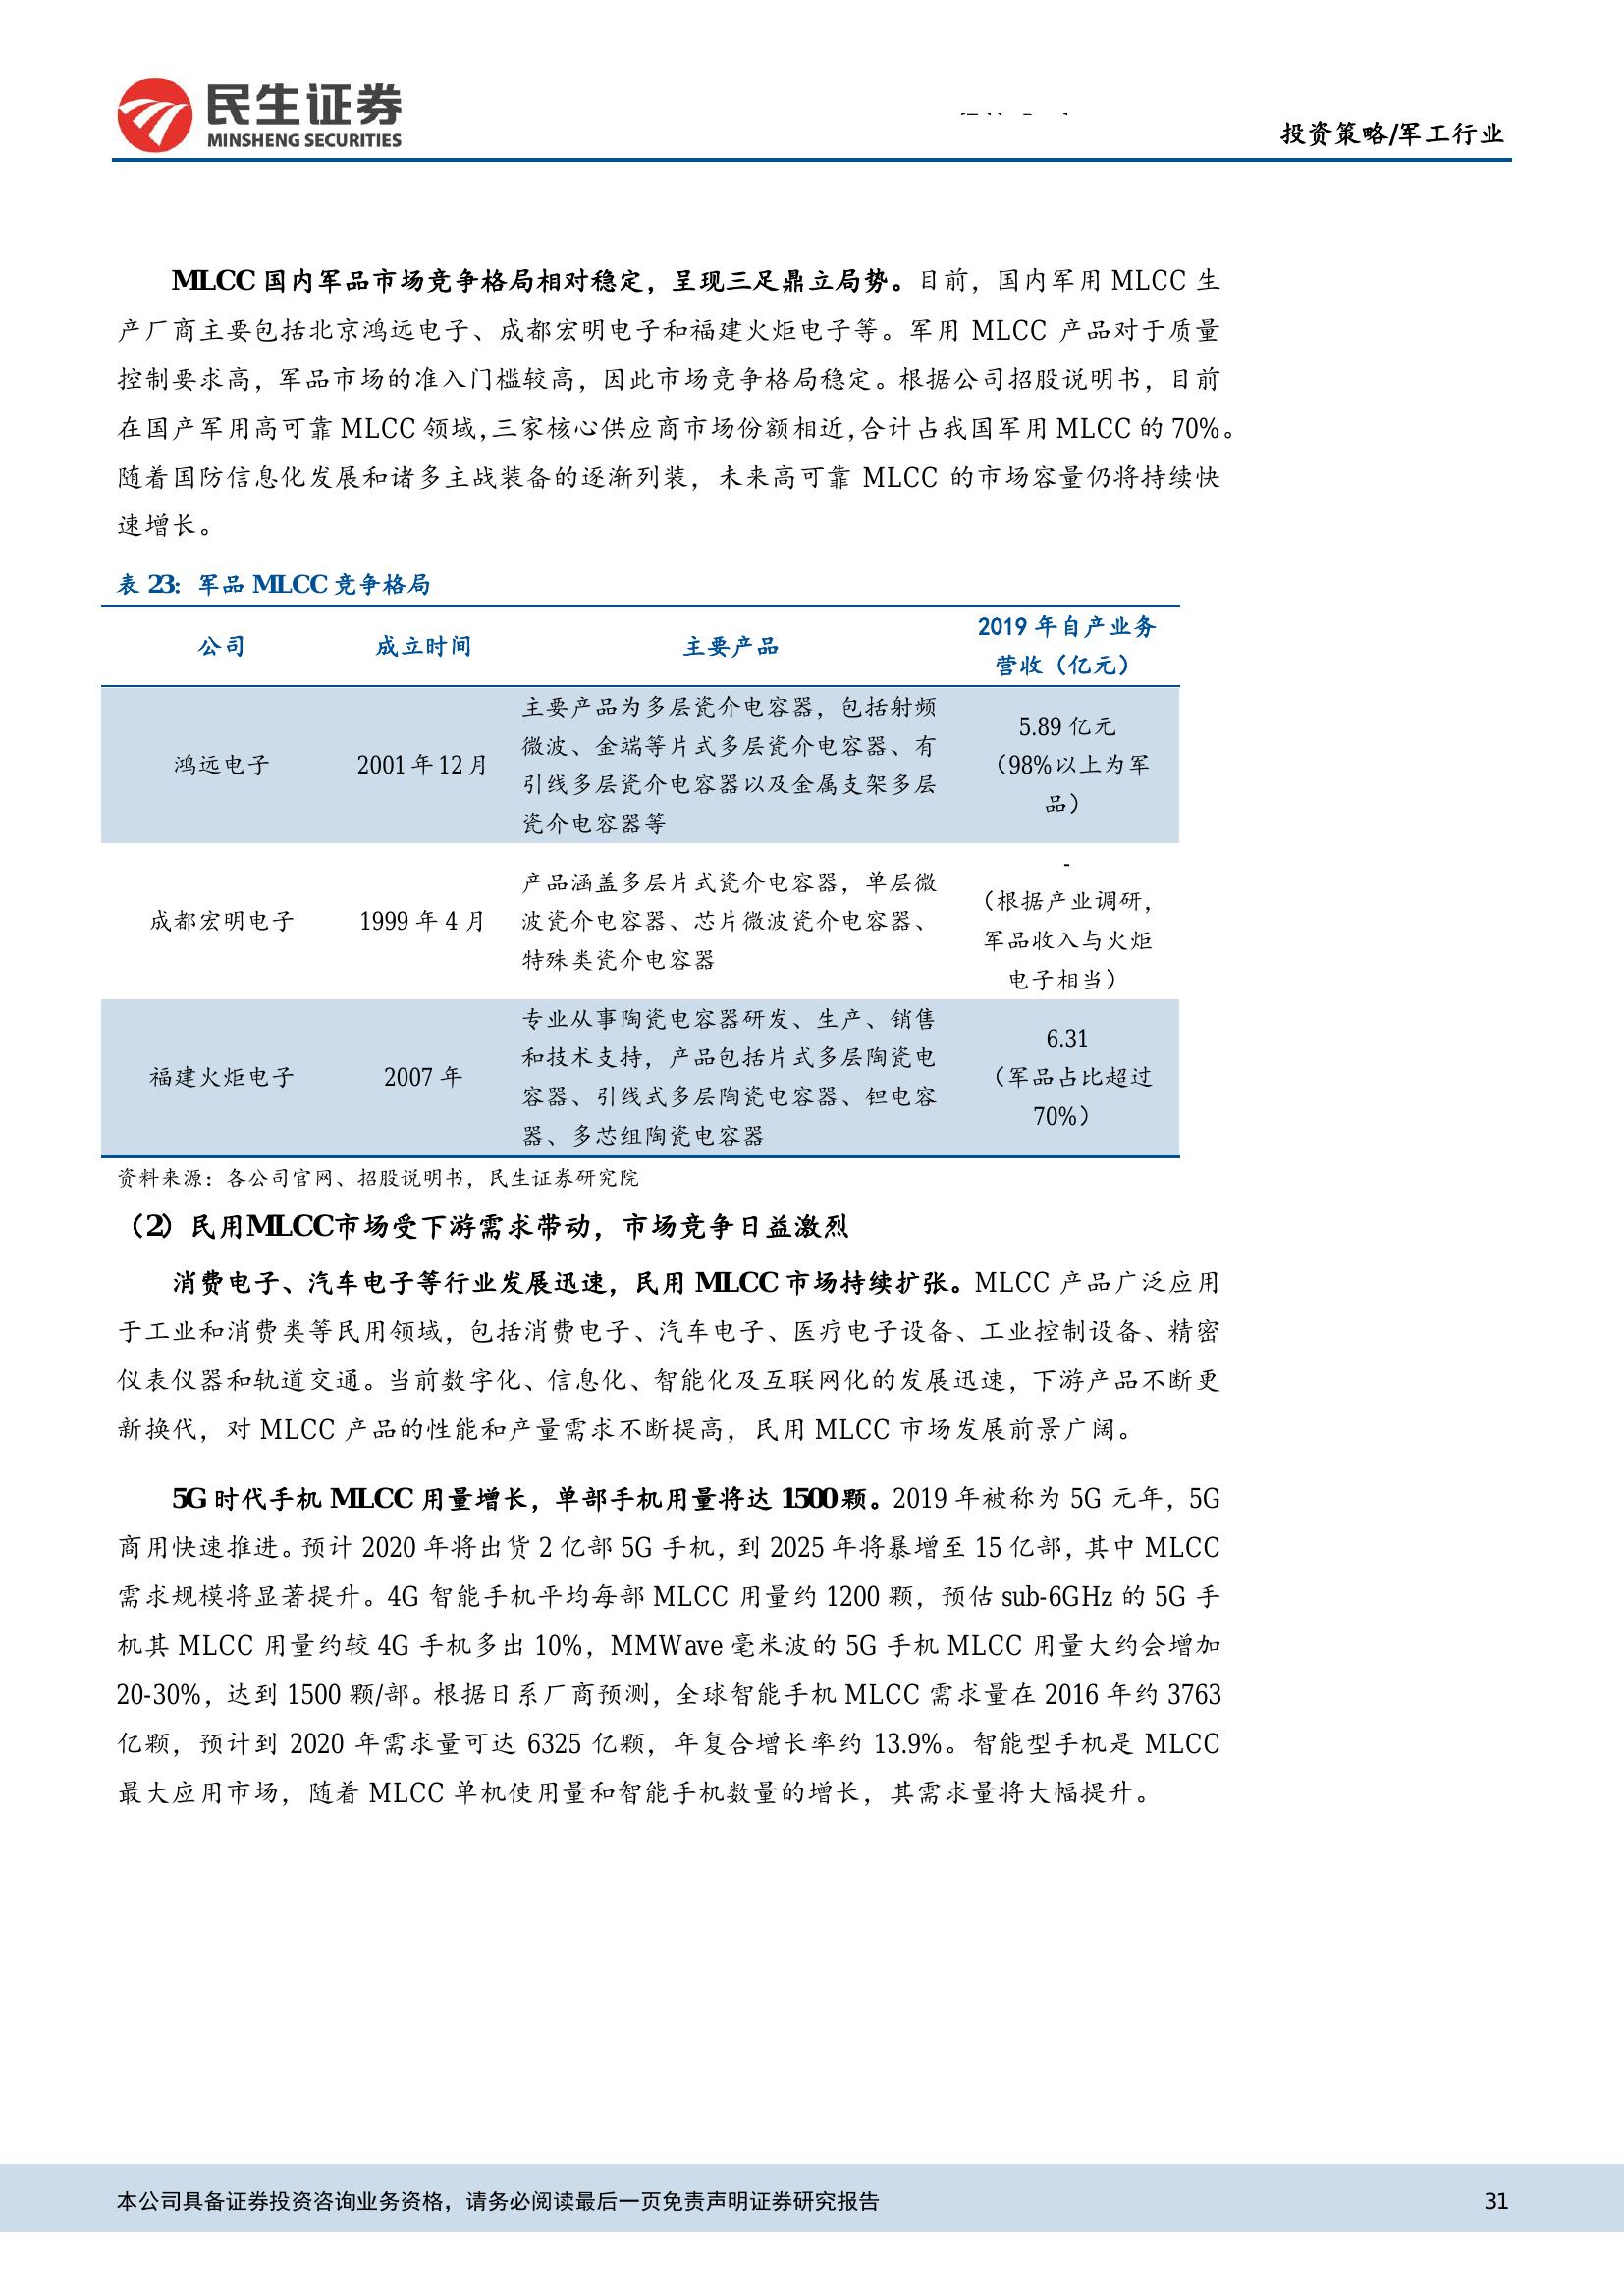 民生证券
MINSHENG SECURITIES
投资策略/军工行业
MLCC 国内军品市场竞争格局相对稳定，呈现三足鼎立局势。目前，国内军用 MLCC 生
产厂商主要包括北京鸿远电子、成都宏明电子和福建火炬电子等。军用 MLCC 产品对于质量
控制要求高，军品市场的准入门槛较高，因此市场竞争格局稳定。根据公司招股说明书，目前
在国产军用高可靠 MLCC 领域，三家核心供应商市场份额相近，合计占我国军用 MLCC 的 70%。
随着国防信息化发展和诸多主战装备的逐渐列装，未来高可靠 MLCC 的市场容量仍将持续快
速增长。
表 23：军品 MLCC 竞争格局
公司 成立时间 主要产品 2019 年自产业务
营收（亿元）
鸿远电子 2001 年 12 月
主要产品为多层瓷介电容器，包括射频
微波、金端等片式多层瓷介电容器、有
引线多层瓷介电容器以及金属支架多层
瓷介电容器等
5.89 亿元
（98%以上为军
品）
成都宏明电子 1999 年 4 月
产品涵盖多层片式瓷介电容器，单层微
波瓷介电容器、芯片微波瓷介电容器、
特殊类瓷介电容器
-
（根据产业调研，
军品收入与火炬
电子相当）
福建火炬电子 2007 年
专业从事陶瓷电容器研发、生产、销售
和技术支持，产品包括片式多层陶瓷电
容器、引线式多层陶瓷电容器、钽电容
器、多芯组陶瓷电容器
6.31
（军品占比超过
70%）
资料来源：各公司官网、招股说明书，民生证券研究院
（2）民用MLCC市场受下游需求带动，市场竞争日益激烈
消费电子、汽车电子等行业发展迅速，民用 MLCC 市场持续扩张。MLCC 产品广泛应用
于工业和消费类等民用领域，包括消费电子、汽车电子、医疗电子设备、工业控制设备、精密
仪表仪器和轨道交通。当前数字化、信息化、智能化及互联网化的发展迅速，下游产品不断更
新换代，对 MLCC 产品的性能和产量需求不断提高，民用 MLCC 市场发展前景广阔。
5G 时代手机 MLCC 用量增长，单部手机用量将达 1500 颗。2019 年被称为 5G 元年，5G
商用快速推进。预计 2020 年将出货 2 亿部 5G 手机，到 2025 年将暴增至 15 亿部，其中 MLCC
需求规模将显著提升。4G 智能手机平均每部 MLCC 用量约 1200 颗，预估 sub-6GHz 的 5G 手
机其 MLCC 用量约较 4G 手机多出 10%，MMWave 毫米波的 5G 手机 MLCC 用量大约会增加
20-30%，达到 1500 颗/部。根据日系厂商预测，全球智能手机 MLCC 需求量在 2016 年约 3763
亿颗，预计到 2020 年需求量可达 6325 亿颗，年复合增长率约 13.9%。智能型手机是 MLCC
最大应用市场，随着 MLCC 单机使用量和智能手机数量的增长，其需求量将大幅提升。
本公司具备证券投资咨询业务资格，请务必阅读最后一页免责声明证券研究报告 31